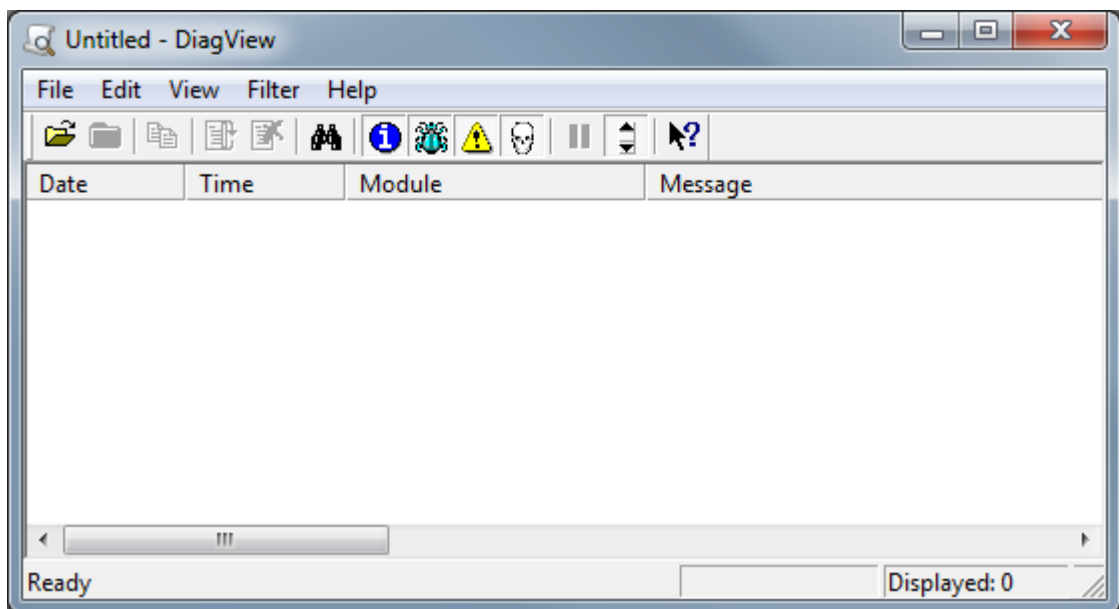 Untitled - DiagView
File Edit View Filter Help
Date Time Module Message
Ready Displayed: 0